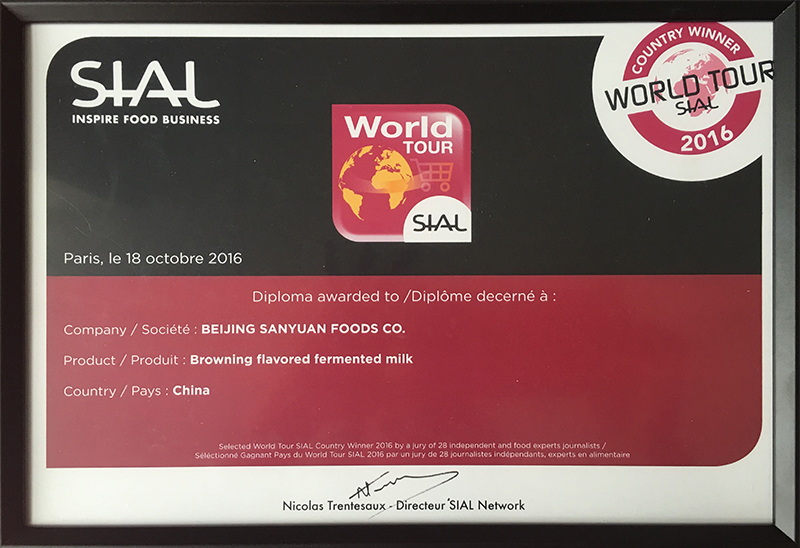 SIAL
INSPIRE FOOD BUSINESS
COUNTRY WINNER
WORLD TOUR
SIAL
2016
World
TOUR
SIAL
Paris, le 18 octobre 2016
Diploma awarded to /Diplôme decerné à :
Company / Société : BEIJING SANYUAN FOODS CO.
Product / Produit : Browning flavored fermented milk
Country / Pays : China
Selected World Tour SIAL Country Winner 2016 by a jury of 28 independent and food experts journalists /
Séléctionné Gagnant Pays du World Tour SIAL 2016 par un jury de 28 journalistes indépendants, experts en alimentaire
Nicolas Trentesaux - Directeur SIAL Network